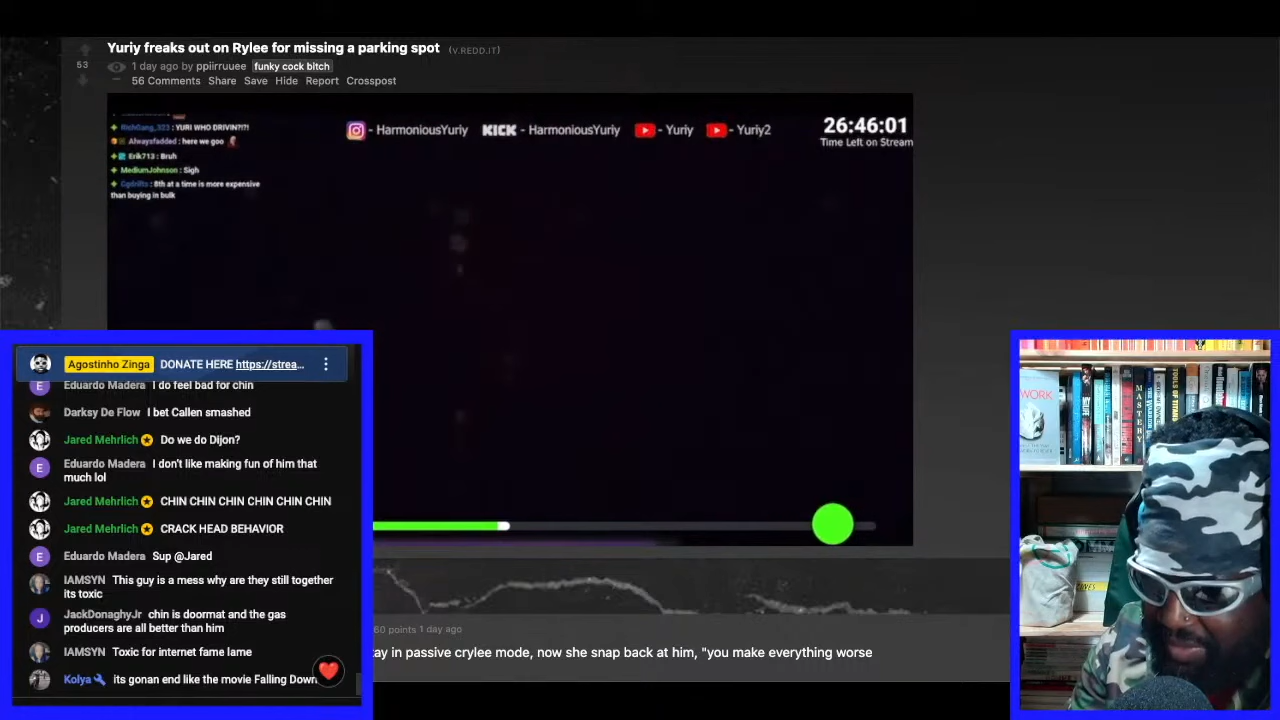 Yuriy freaks out on Rylee for missing a parking spot (V.REDD.IT)
53
1 day ago by ppiirruuee funky cock bitch
56 Comments Share Save Hide Report Crosspost
RishGang_323 : YURI WHO DRIVIN?!?!
Alwaysfadded : here we goo
Erik713 : Bruh
MediumJohnson : Sigh
: 8th at a time is more expensive
than buying in bulk
- HarmoniousYuriy KICK - HarmoniousYuriy - Yuriy - Yuriy2
26:46:01
Time Left on Stream
Agostinho Zinga DONATE HERE https://strea...
Eduardo Madera I do feel bad for chin
Darksy De Flow I bet Callen smashed
Jared Mehrlich Do we do Dijon?
Eduardo Madera I don't like making fun of him that
much lol
Jared Mehrlich CHIN CHIN CHIN CHIN CHIN CHIN
Jared Mehrlich CRACK HEAD BEHAVIOR
Eduardo Madera Sup @Jared
IAMSYN This guy is a mess why are they still together
its toxic
JackDonaghyJr chin is doormat and the gas
producers are all better than him
IAMSYN Toxic for internet fame lame
Kolya its gonan end like the movie Falling Down
60 points 1 day ago
ay in passive crylee mode, now she snap back at him, "you make everything worse
WORK
MASTERY
TOOLS OF TITANS